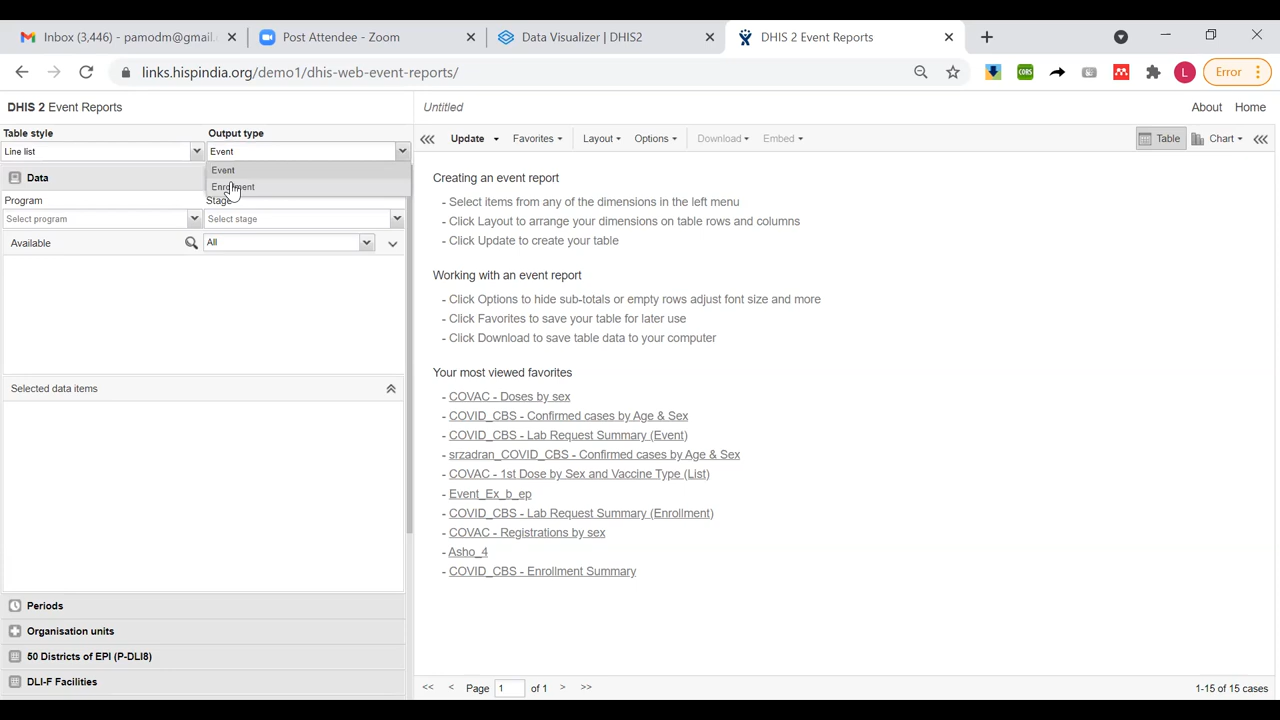 Inbox (3,446) - pamodm@gmail.
Post Attendee - Zoom
Data Visualizer | DHIS2
DHIS 2 Event Reports
links.hispindia.org/demo1/dhis-web-event-reports/
CORS
L
Error
DHIS 2 Event Reports
Untitled
About
Home
Table style
Output type
Line list
Event
Update
Favorites
Layout
Options
Download
Embed
Table
Chart
Event
Enrollment
Data
Program
Stage
Select program
Select stage
Available
All
Selected data items
Periods
Organisation units
50 Districts of EPI (P-DLI8)
DLI-F Facilities
Creating an event report
- Select items from any of the dimensions in the left menu
- Click Layout to arrange your dimensions on table rows and columns
- Click Update to create your table
Working with an event report
- Click Options to hide sub-totals or empty rows adjust font size and more
- Click Favorites to save your table for later use
- Click Download to save table data to your computer
Your most viewed favorites
- COVAC - Doses by sex
- COVID_CBS - Confirmed cases by Age & Sex
- COVID_CBS - Lab Request Summary (Event)
- srzadran_COVID_CBS - Confirmed cases by Age & Sex
- COVAC - 1st Dose by Sex and Vaccine Type (List)
- Event_Ex_b_ep
- COVID_CBS - Lab Request Summary (Enrollment)
- COVAC - Registrations by sex
- Asho_4
- COVID_CBS - Enrollment Summary
<< < Page 1 of 1 > >>
1-15 of 15 cases